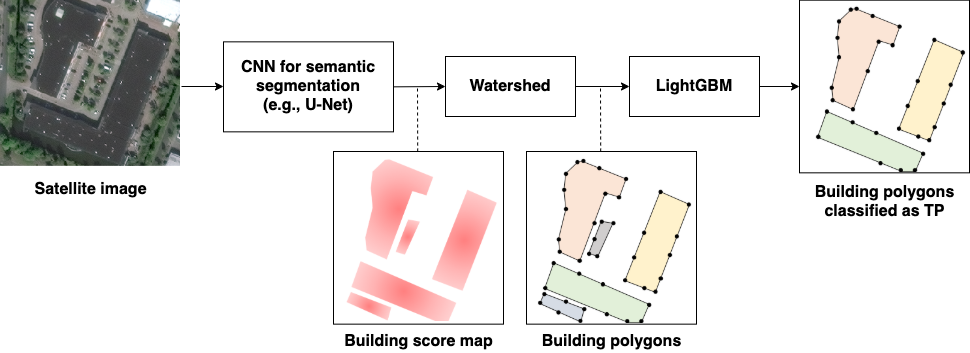 Satellite image
CNN for semantic
segmentation
(e.g., U-Net)
Watershed
LightGBM
Building score map
Building polygons
Building polygons
classified as TP